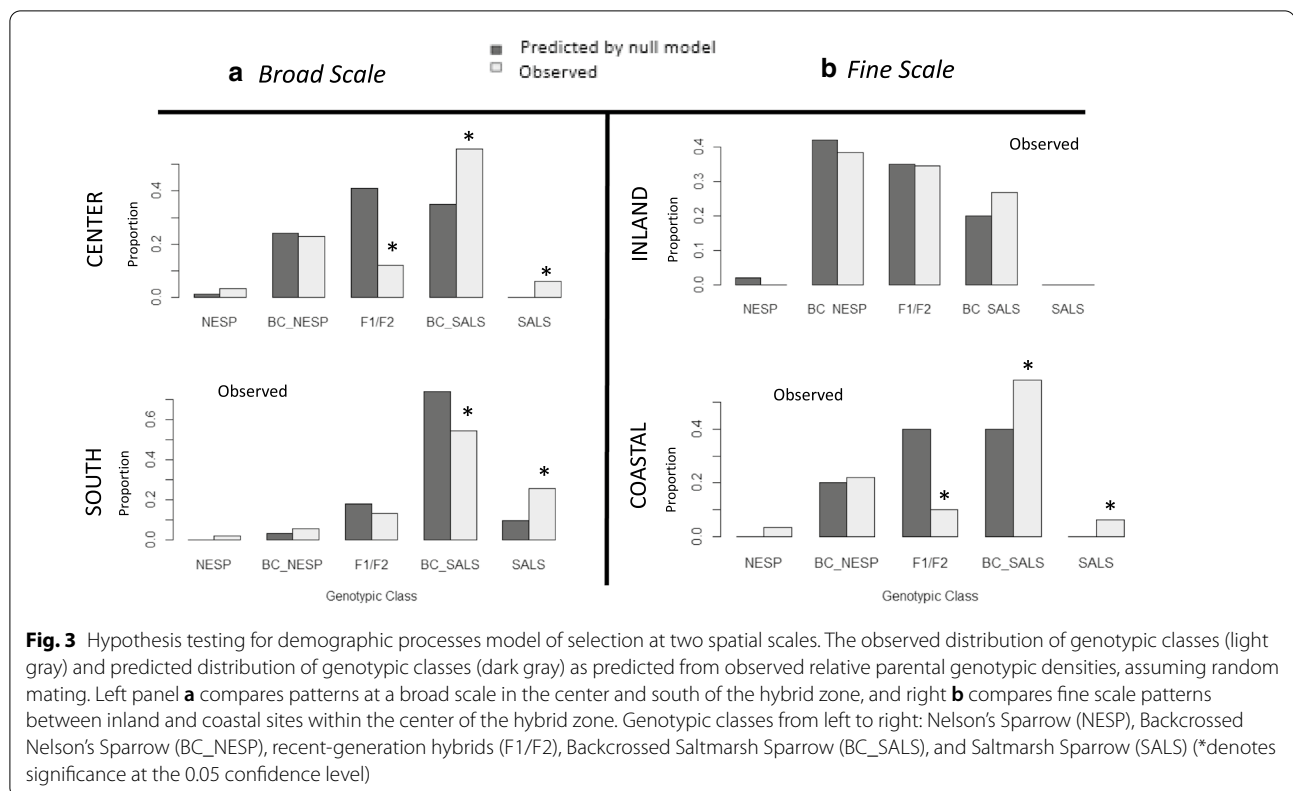 Predicted by null model
Observed
a Broad Scale
b Fine Scale
CENTER
Proportion
0.4
0.2
0.0
*
*
*
NESP
BC_NESP
F1/F2
BC_SALS
SALS
INLAND
Proportion
0.4
0.3
0.2
0.1
0.0
Observed
NESP
BC NESP
F1/F2
BC SALS
SALS
SOUTH
Proportion
0.6
0.4
0.2
0.0
Observed
*
*
NESP
BC_NESP
F1/F2
BC_SALS
SALS
Genotypic Class
COASTAL
Proportion
0.4
0.2
0.0
Observed
*
*
*
NESP
BC_NESP
F1/F2
BC_SALS
SALS
Genotypic Class
Fig. 3 Hypothesis testing for demographic processes model of selection at two spatial scales. The observed distribution of genotypic classes (light
gray) and predicted distribution of genotypic classes (dark gray) as predicted from observed relative parental genotypic densities, assuming random
mating. Left panel a compares patterns at a broad scale in the center and south of the hybrid zone, and right b compares fine scale patterns
between inland and coastal sites within the center of the hybrid zone. Genotypic classes from left to right: Nelson's Sparrow (NESP), Backcrossed
Nelson's Sparrow (BC_NESP), recent-generation hybrids (F1/F2), Backcrossed Saltmarsh Sparrow (BC_SALS), and Saltmarsh Sparrow (SALS) (*denotes
significance at the 0.05 confidence level)